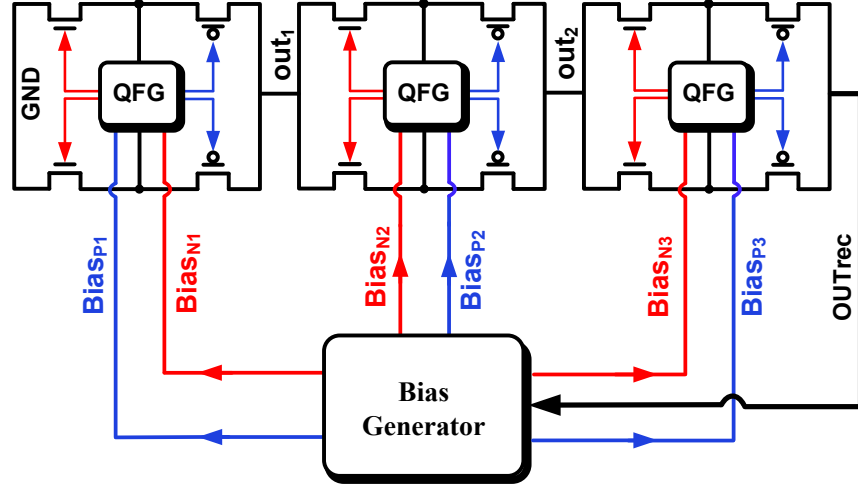 GND
QFG
out1
QFG
out2
QFG
OUTrec
BiasP1
BiasN1
BiasN2
BiasP2
BiasN3
BiasP3
Bias
Generator